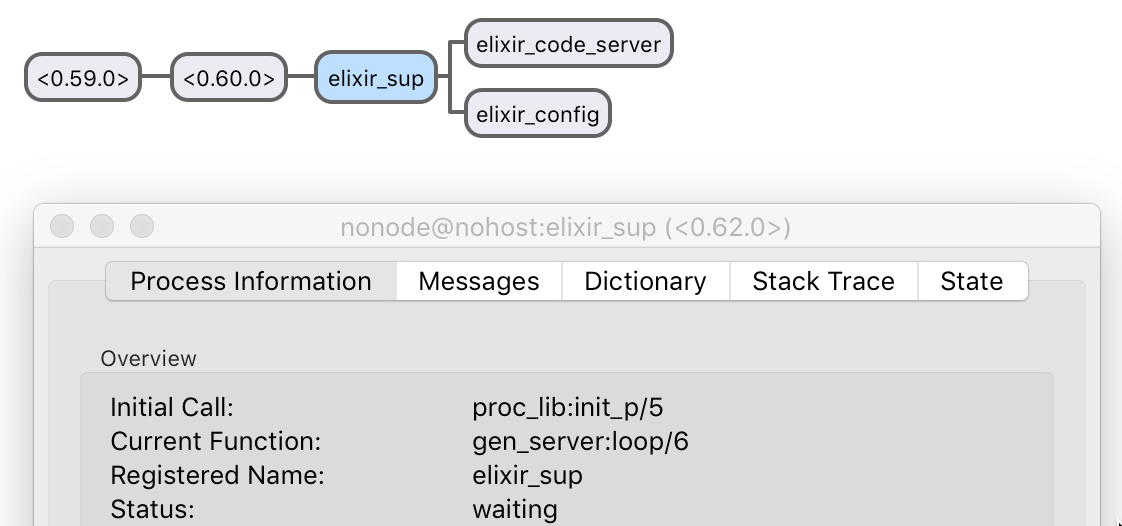 elixir_code_server
<0.59.0> <0.60.0> elixir_sup
elixir_config
nonode@nohost:elixir_sup (<0.62.0>)
Process Information Messages Dictionary Stack Trace State
Overview
Initial Call: proc_lib:init_p/5
Current Function: gen_server:loop/6
Registered Name: elixir_sup
Status: waiting